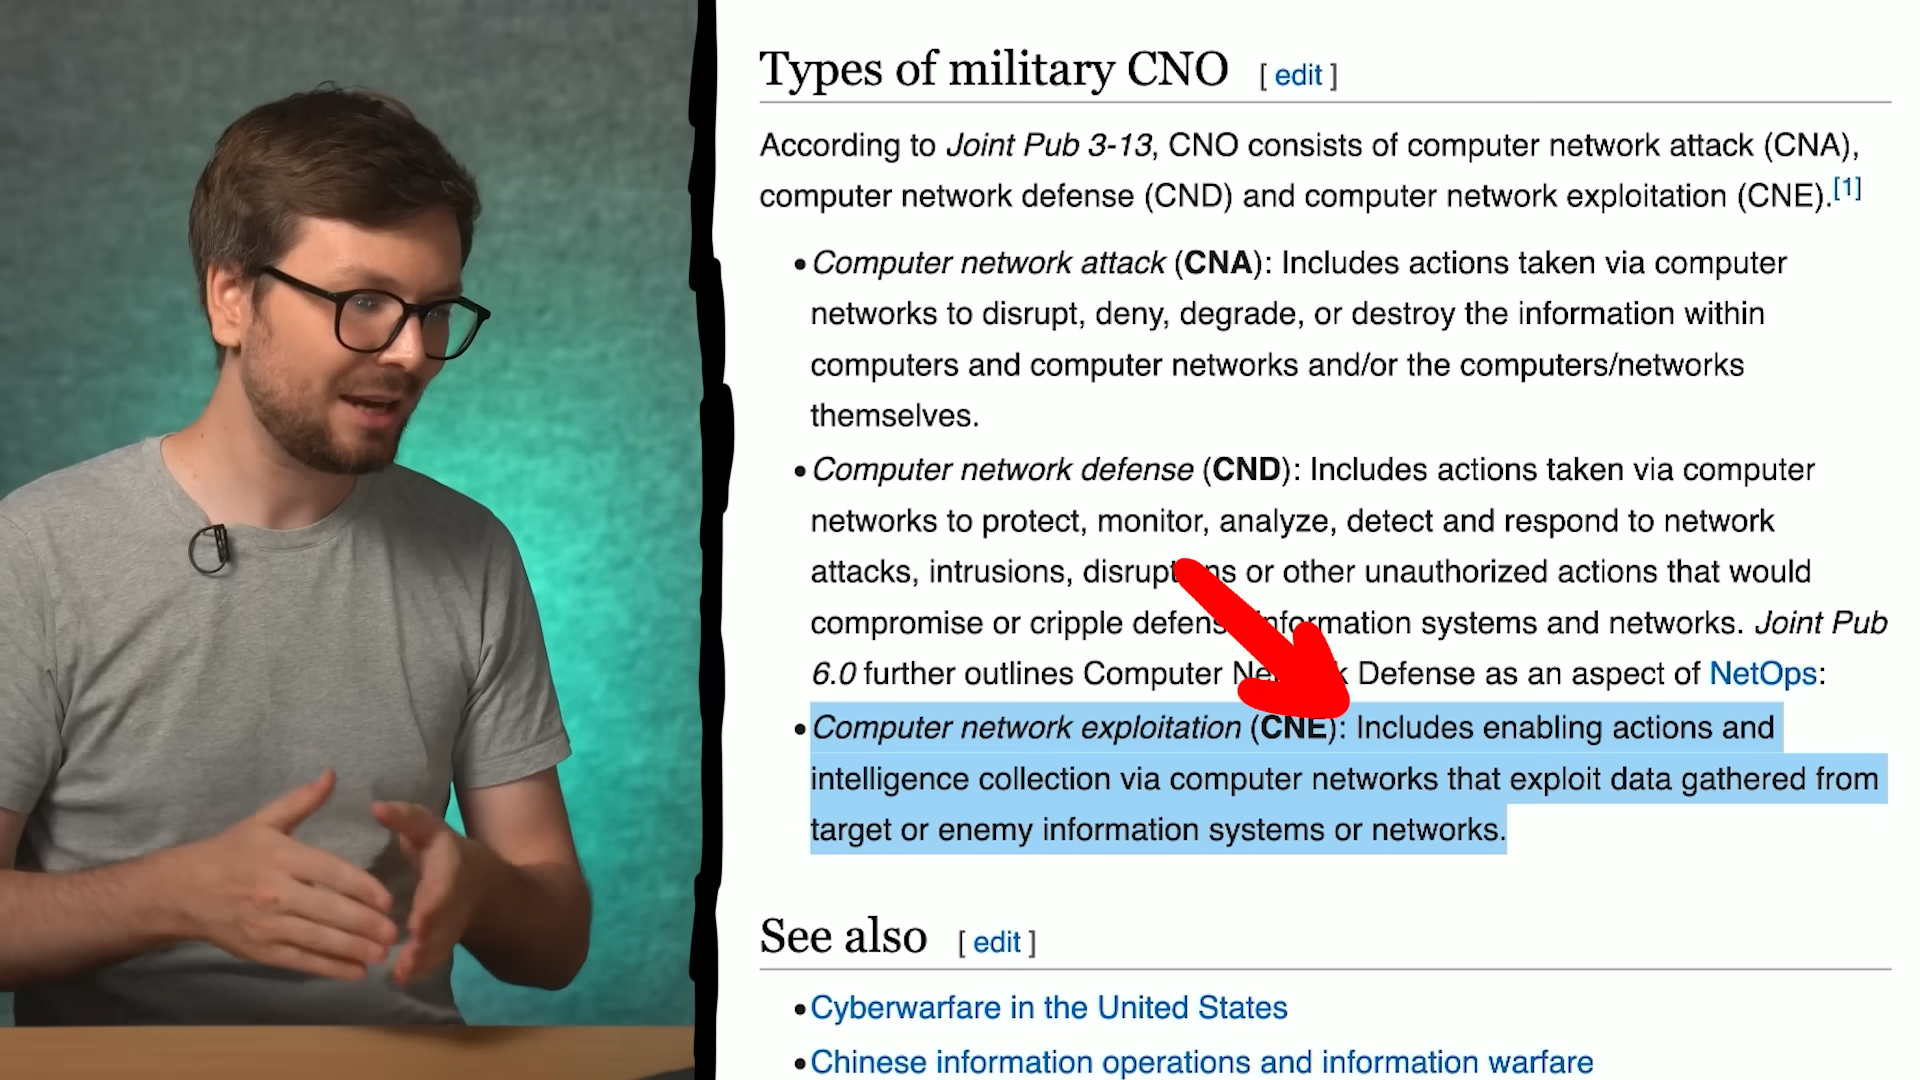 Types of military CNO [ edit ]
According to Joint Pub 3-13, CNO consists of computer network attack (CNA),
computer network defense (CND) and computer network exploitation (CNE).[1]
• Computer network attack (CNA): Includes actions taken via computer
networks to disrupt, deny, degrade, or destroy the information within
computers and computer networks and/or the computers/networks
themselves.
• Computer network defense (CND): Includes actions taken via computer
networks to protect, monitor, analyze, detect and respond to network
attacks, intrusions, or other unauthorized actions that would
compromise or cripple information systems and networks. Joint Pub
6.0 further outlines Computer Defense as an aspect of NetOps:
• Computer network exploitation (CNE): Includes enabling actions and
intelligence collection via computer networks that exploit data gathered from
target or enemy information systems or networks.
See also [ edit ]
• Cyberwarfare in the United States
• Chinese information operations and information warfare